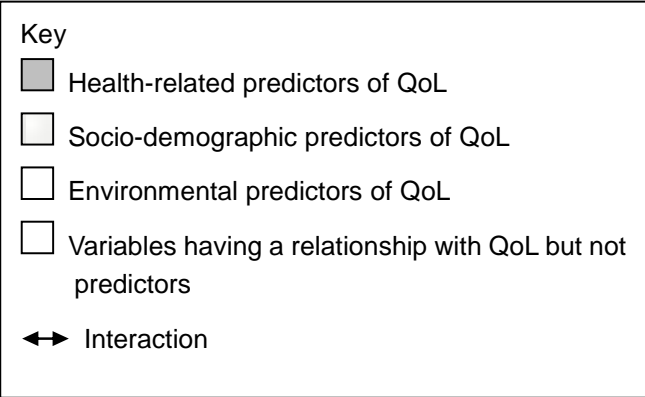 Key
Health-related predictors of QoL
Socio-demographic predictors of QoL
Environmental predictors of QoL
Variables having a relationship with QoL but not
predictors
Interaction